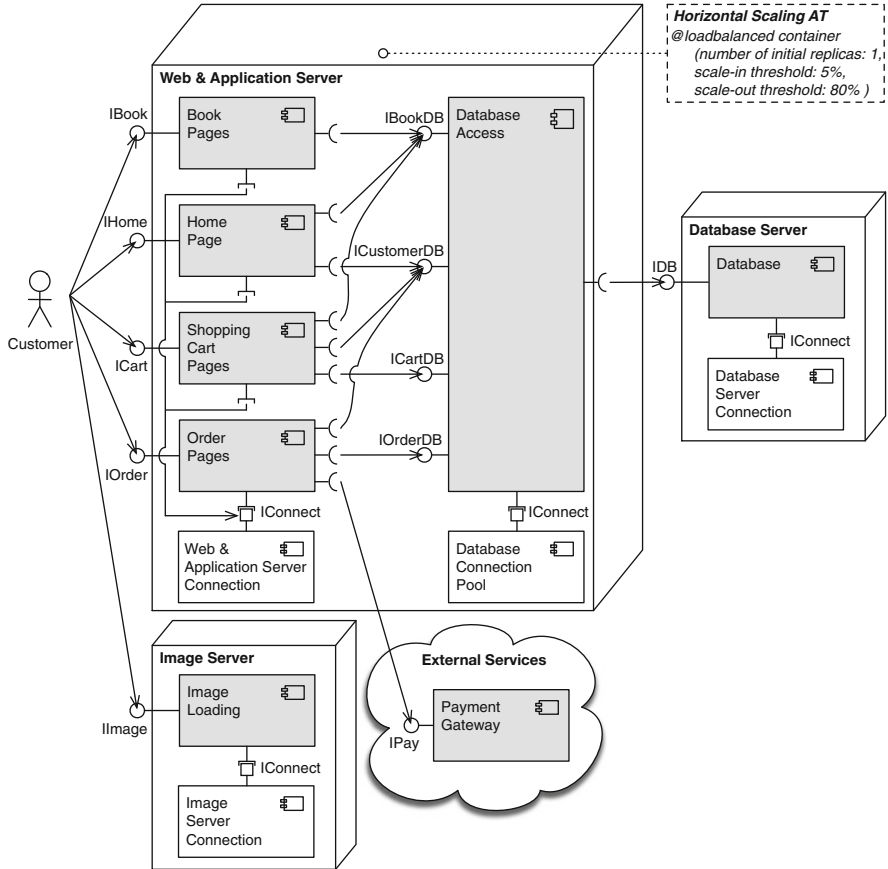 Horizontal Scaling AT
@loadbalanced container
(number of initial replicas: 1,
scale-in threshold: 5%,
scale-out threshold: 80% )
Web & Application Server
IBook
Book
Pages
IBookDB
Database
Access
IHome
Home
Page
ICustomerDB
Customer
ICart
Shopping
Cart
Pages
ICartDB
IOrder
Order
Pages
IOrderDB
IConnect
IConnect
Web &
Application Server
Connection
Database
Connection
Pool
Database Server
IDB
Database
IConnect
Database
Server
Connection
Image Server
IImage
Image
Loading
IConnect
Image
Server
Connection
External Services
IPay
Payment
Gateway